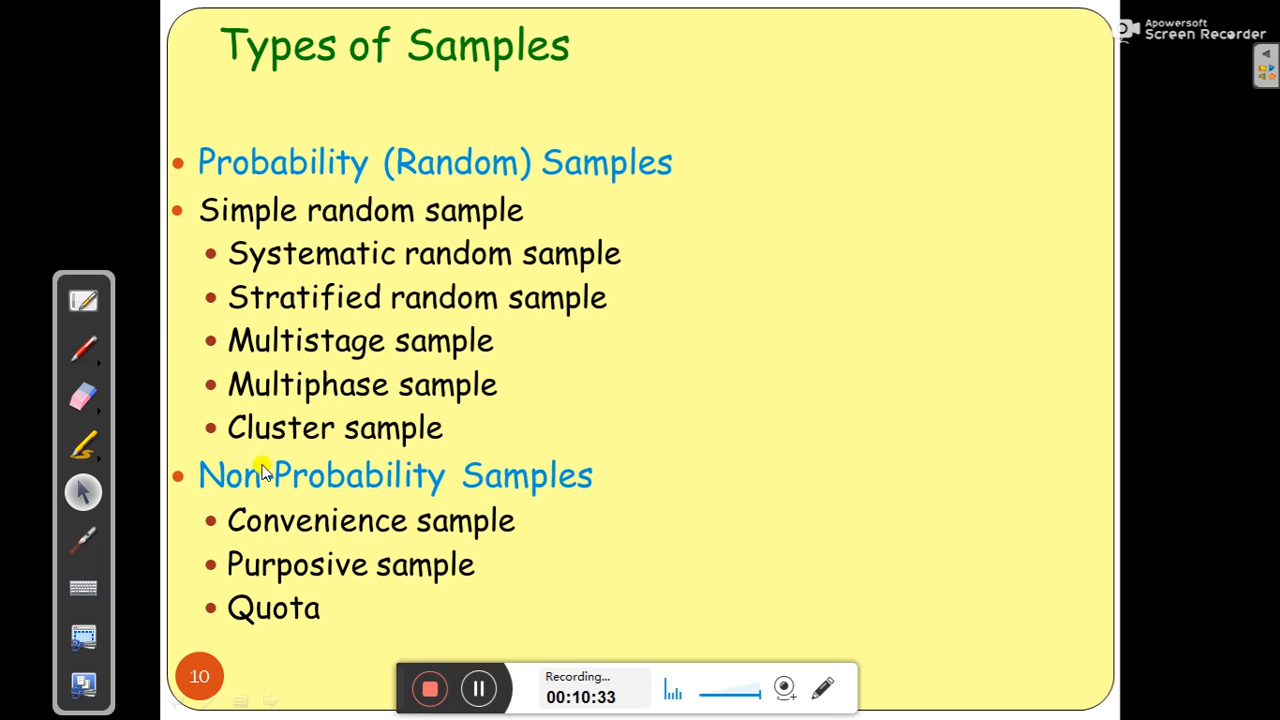 Types of Samples
Apowersoft
Screen Recorder
Probability (Random) Samples
Simple random sample
Systematic random sample
Stratified random sample
Multistage sample
Multiphase sample
Cluster sample
Non-Probability Samples
Convenience sample
Purposive sample
Quota
10
Recording...
00:10:33